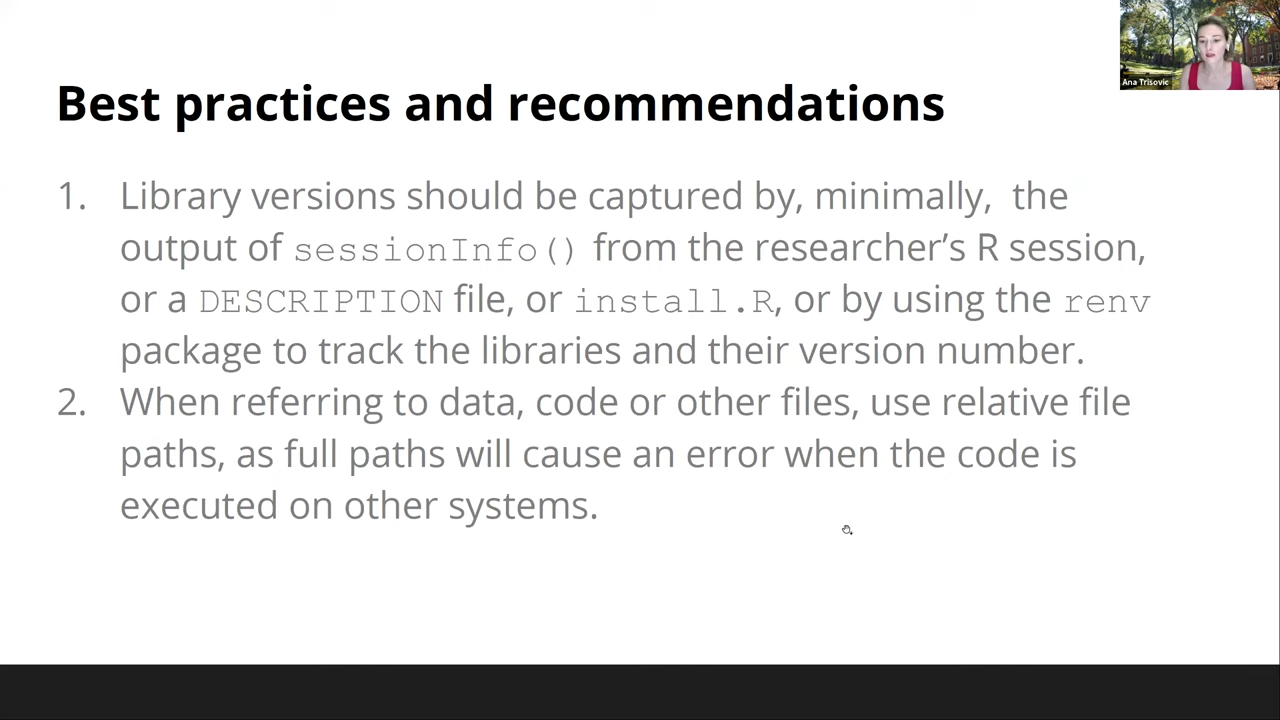 Ana Trisovic
Best practices and recommendations
1. Library versions should be captured by, minimally, the
output of sessionInfo() from the researcher’s R session,
or a DESCRIPTION file, or install.R, or by using the renv
package to track the libraries and their version number.
2. When referring to data, code or other files, use relative file
paths, as full paths will cause an error when the code is
executed on other systems.